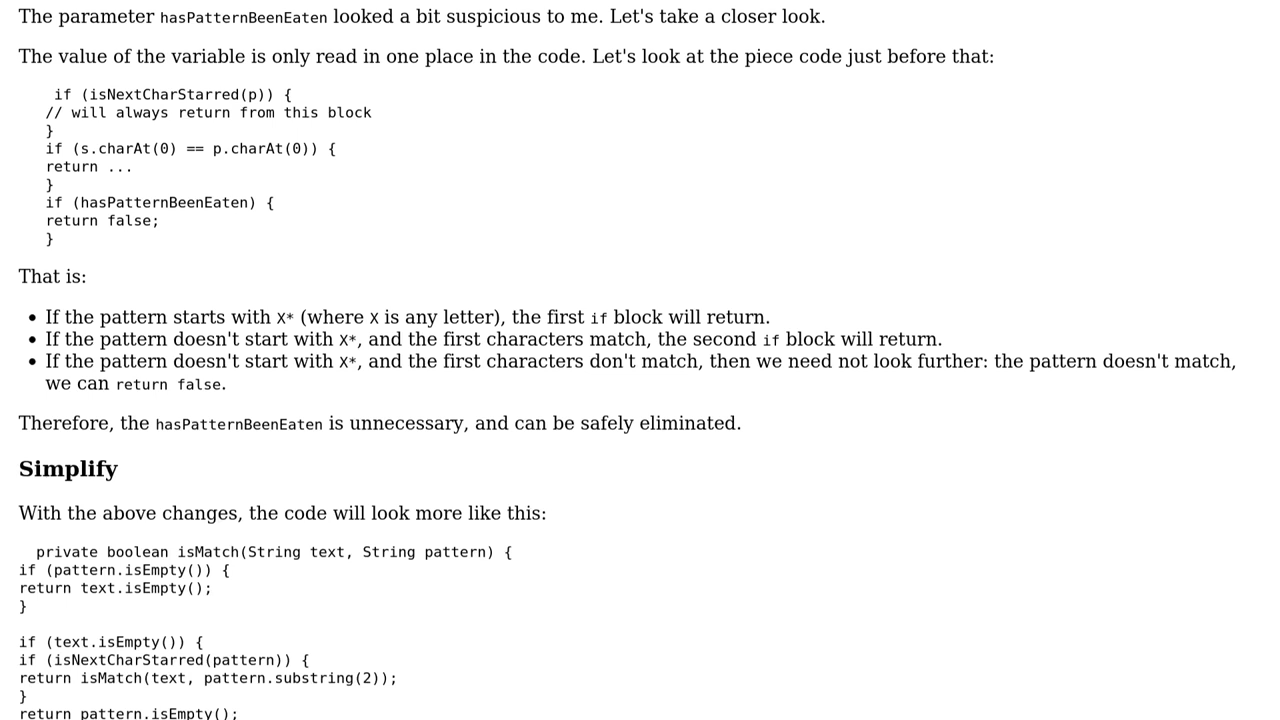 The parameter hasPatternBeenEaten looked a bit suspicious to me. Let's take a closer look.
The value of the variable is only read in one place in the code. Let's look at the piece code just before that:
if (isNextCharStarred(p)) {
// will always return from this block
}
if (s.charAt(0) == p.charAt(0)) {
return ...
}
if (hasPatternBeenEaten) {
return false;
}
That is:
• If the pattern starts with X* (where X is any letter), the first if block will return.
• If the pattern doesn't start with X*, and the first characters match, the second if block will return.
• If the pattern doesn't start with X*, and the first characters don't match, then we need not look further: the pattern doesn't match,
we can return false.
Therefore, the hasPatternBeenEaten is unnecessary, and can be safely eliminated.
Simplify
With the above changes, the code will look more like this:
private boolean isMatch(String text, String pattern) {
if (pattern.isEmpty()) {
return text.isEmpty();
}
if (text.isEmpty()) {
if (isNextCharStarred(pattern)) {
return isMatch(text, pattern.substring(2));
}
return pattern.isEmpty();